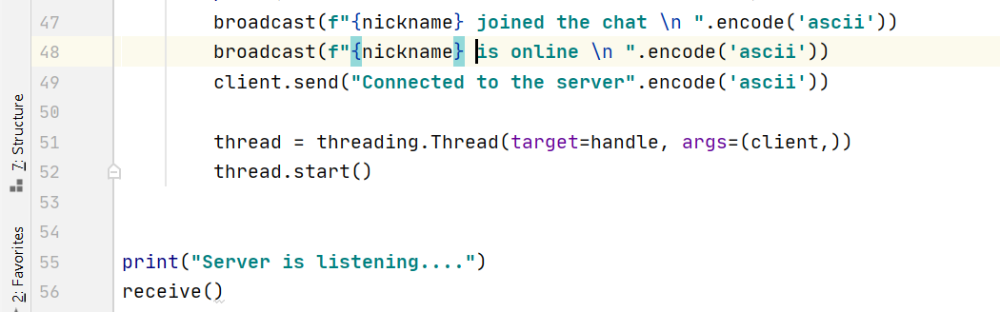 47 broadcast(f"{nickname} joined the chat \n ".encode('ascii'))
48 broadcast(f"{nickname} is online \n ".encode('ascii'))
49 client.send("Connected to the server".encode('ascii'))
50
51 thread = threading.Thread(target=handle, args=(client,))
52 thread.start()
53
54
55 print("Server is listening....")
56 receive()
7: Structure
2: Favorites